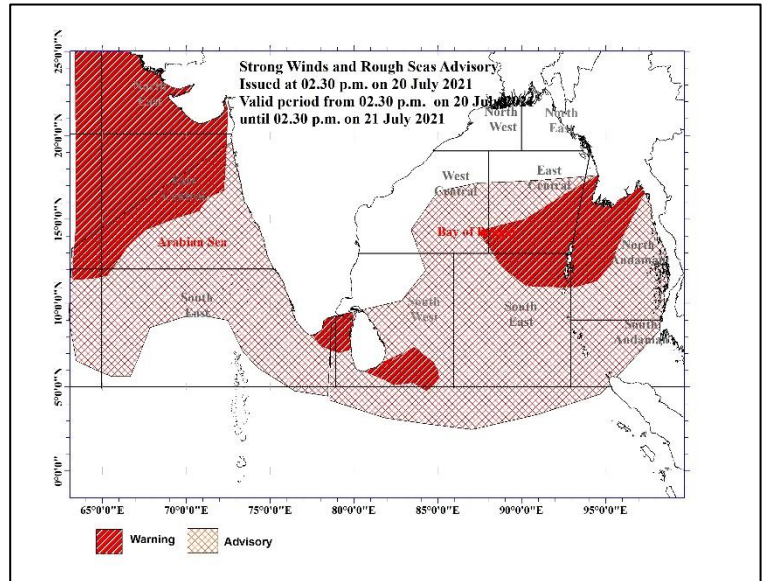 Strong Winds and Rough Seas Advisory
Issued at 02.30 p.m. on 20 July 2021
Valid period from 02.30 p.m. on 20 July 2021
until 02.30 p.m. on 21 July 2021
25°0'0"N
20°0'0"N
15°0'0"N
10°0'0"N
5°0'0"N
0°0'0"
North
West
North
East
West
Central
East
Central
Arabian Sea
Bay of
North
Andaman
South
East
South
West
South
East
South
Andaman
65°0'0"E
70°0'0"E
75°0'0"E
80°0'0"E
85°0'0"E
90°0'0"E
95°0'0"E
Warning
Advisory